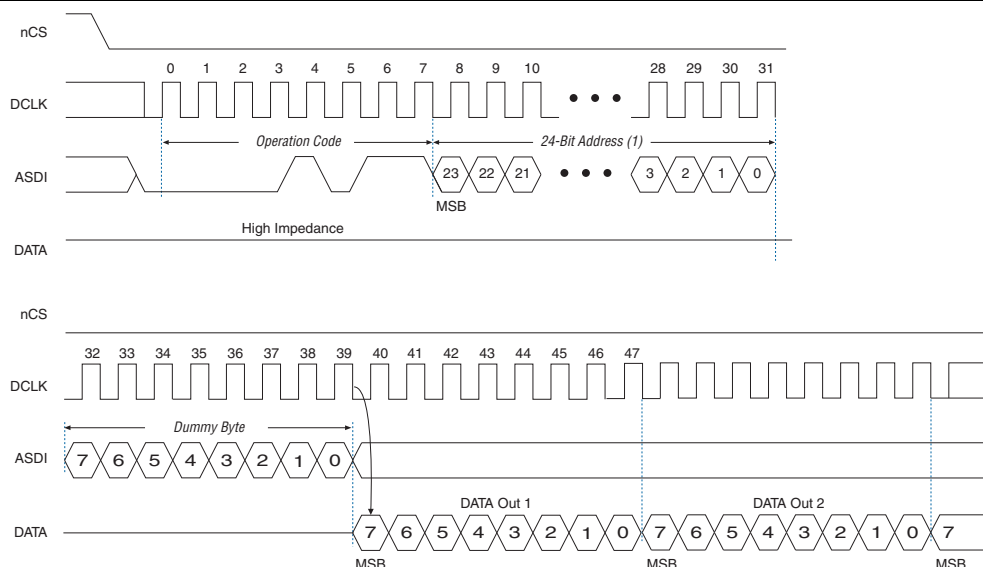 nCS
0 1 2 3 4 5 6 7 8 9 10 28 29 30 31
DCLK
Operation Code 24-Bit Address (1)
ASDI 23 22 21 3 2 1 0
MSB
High Impedance
DATA
nCS
32 33 34 35 36 37 38 39 40 41 42 43 44 45 46 47
DCLK
Dummy Byte
ASDI 7 6 5 4 3 2 1 0
DATA Out 1 DATA Out 2
DATA 7 6 5 4 3 2 1 0 7 6 5 4 3 2 1 0 7
MSB MSB MSB